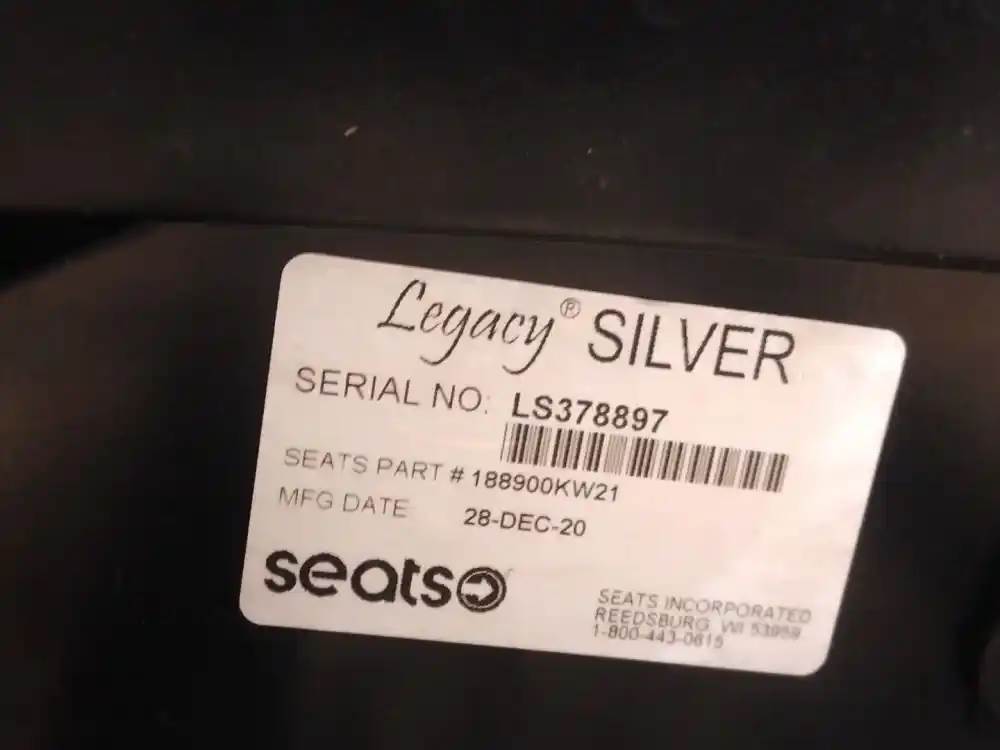 Legacy® SILVER
SERIAL NO: LS378897
SEATS PART # 188900KW21
MFG DATE 28-DEC-20
seats
SEATS INCORPORATED
REEDSBURG, WI 53959
1-800-443-0615